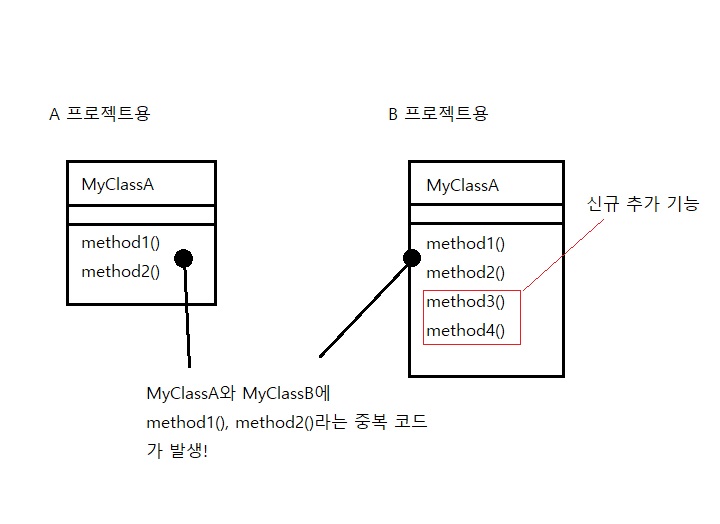 A 프로젝트용
B 프로젝트용
MyClassA
method1()
method2()
MyClassA
method1()
method2()
method3()
method4()
신규 추가 기능
MyClassA와 MyClassB에
method1(), method2()라는 중복 코드
가 발생!